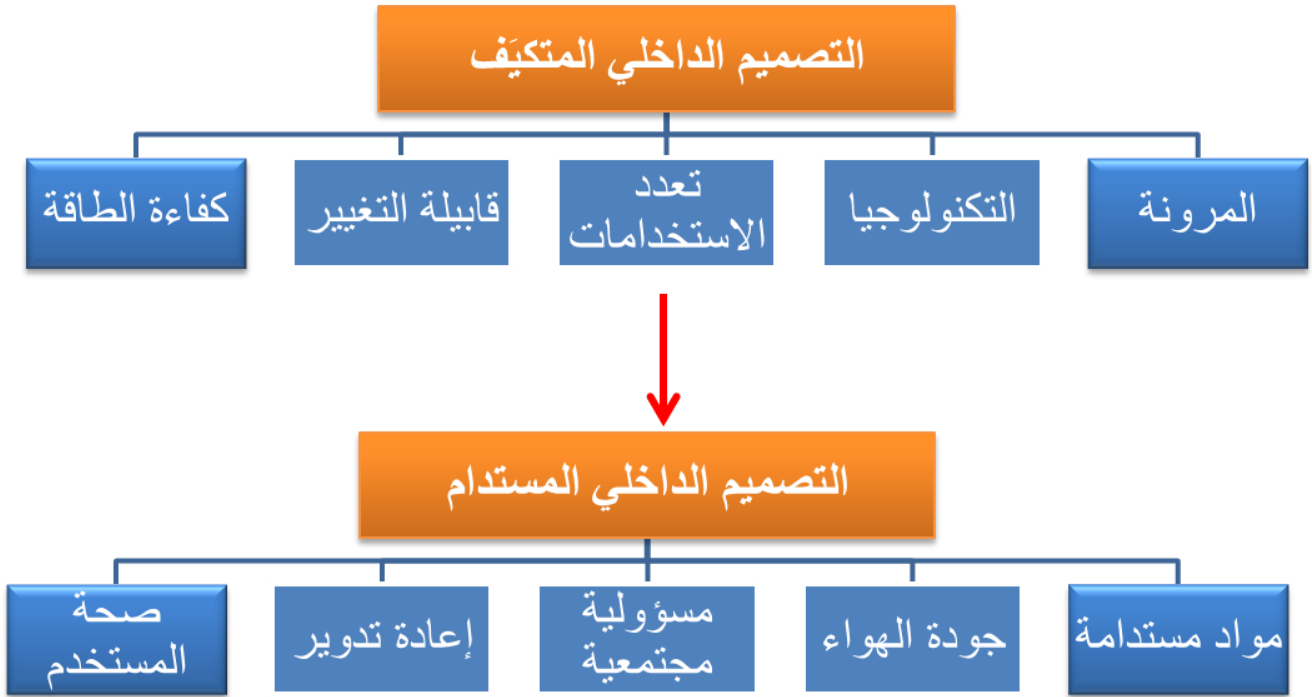 التصميم الداخلي المتكيَف
المرونة
التكنولوجيا
تعدد
الاستخدامات
قابيلة التغيير
كفاءة الطاقة
التصميم الداخلي المستدام
مواد مستدامة
جودة الهواء
مسؤولية
مجتمعية
إعادة تدوير
صحة
المستخدم